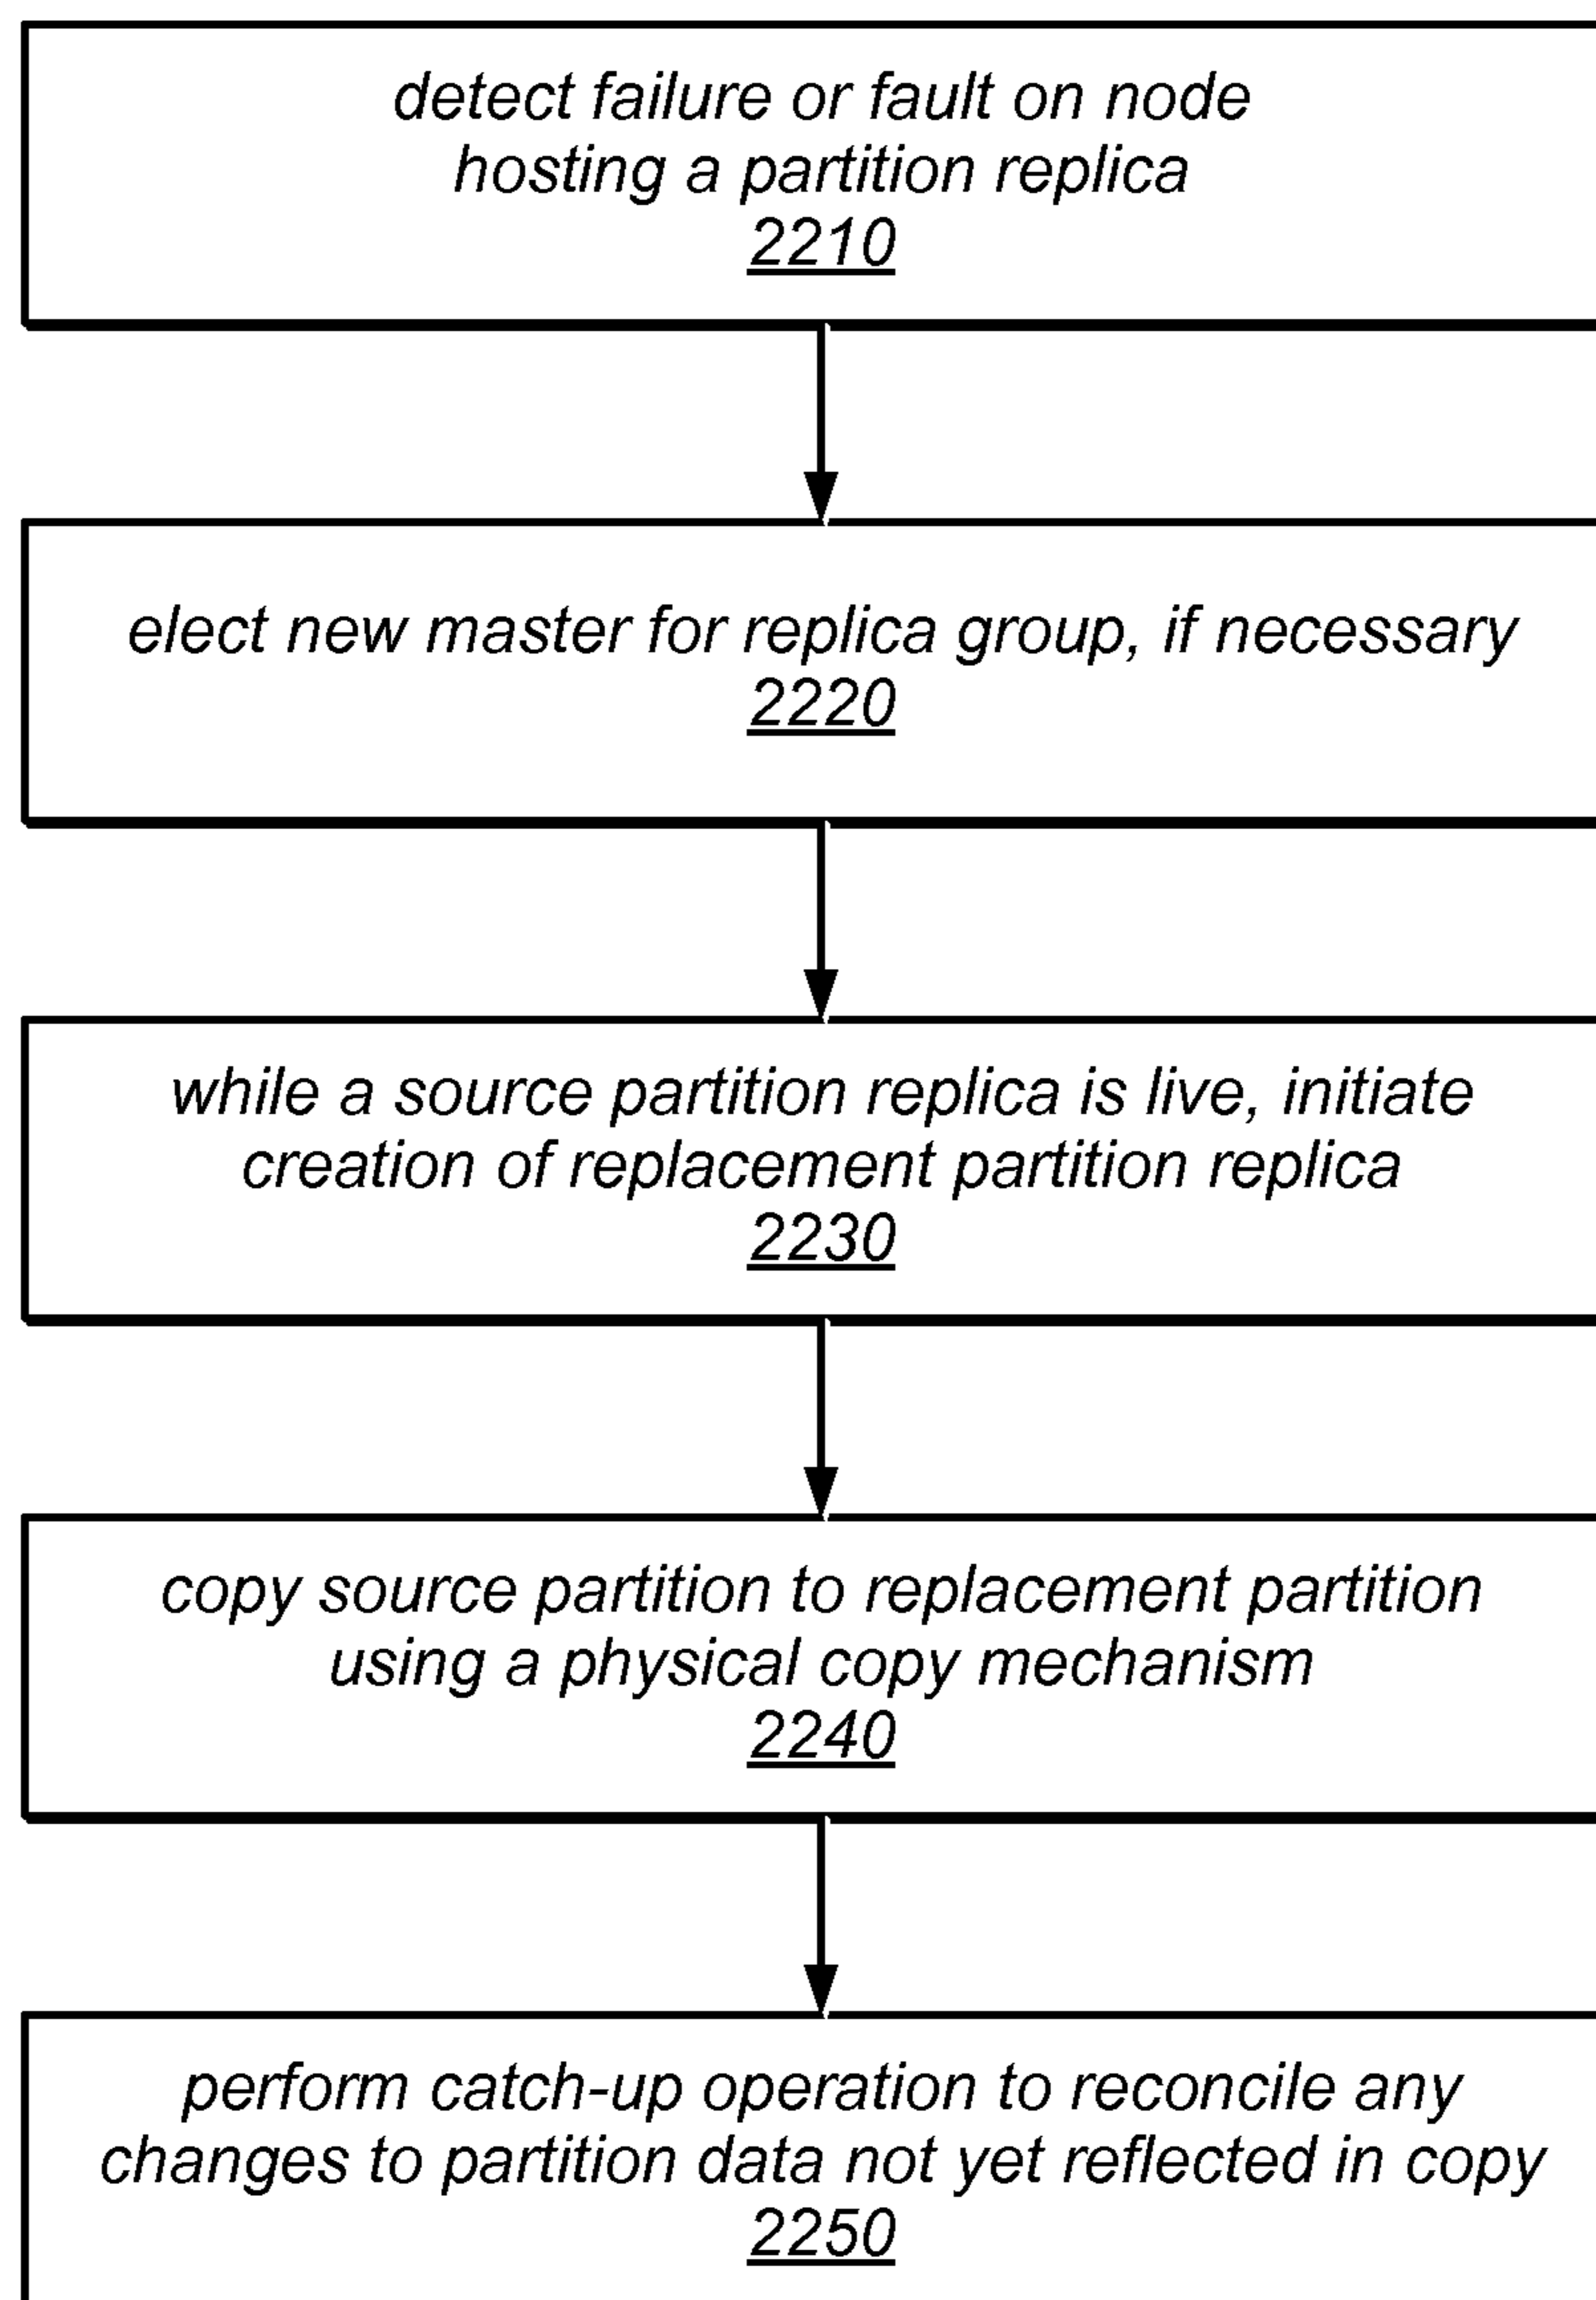 detect failure or fault on node
hosting a partition replica
2210
elect new master for replica group, if necessary
2220
while a source partition replica is live, initiate
creation of replacement partition replica
2230
copy source partition to replacement partition
using a physical copy mechanism
2240
perform catch-up operation to reconcile any
changes to partition data not yet reflected in copy
2250